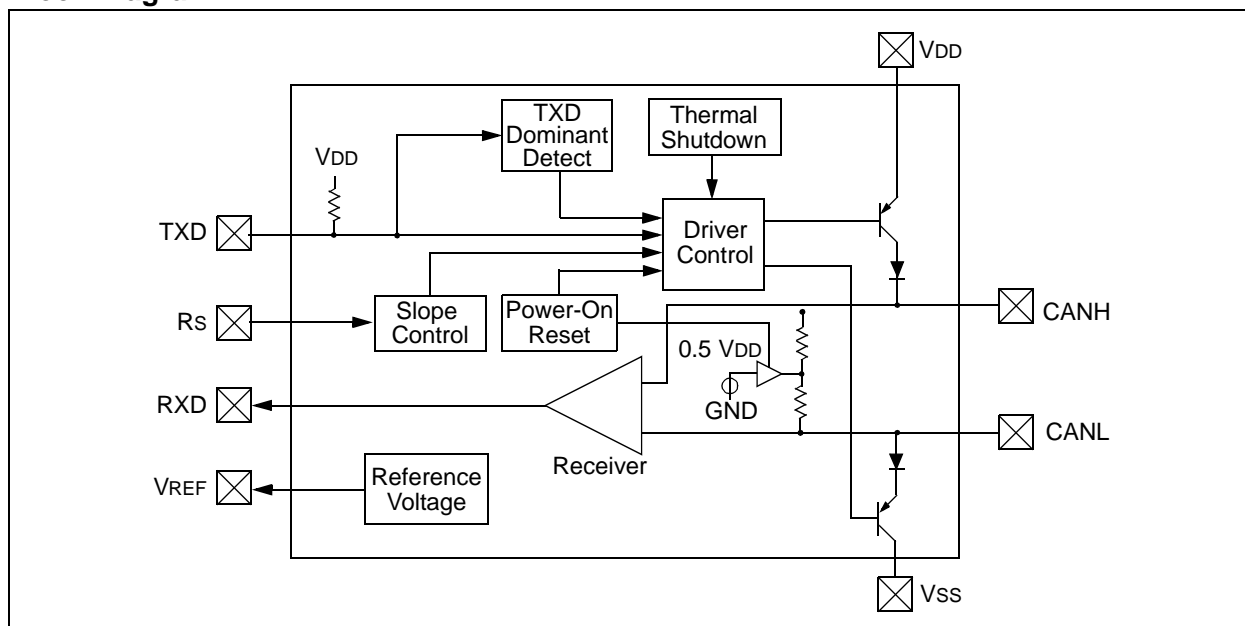 VDD
TXD
Dominant
Detect
Thermal
Shutdown
VDD
TXD
Driver
Control
RS
Slope
Control
Power-On
Reset
CANH
0.5 VDD
RXD
GND
CANL
Receiver
VREF
Reference
Voltage
VSS